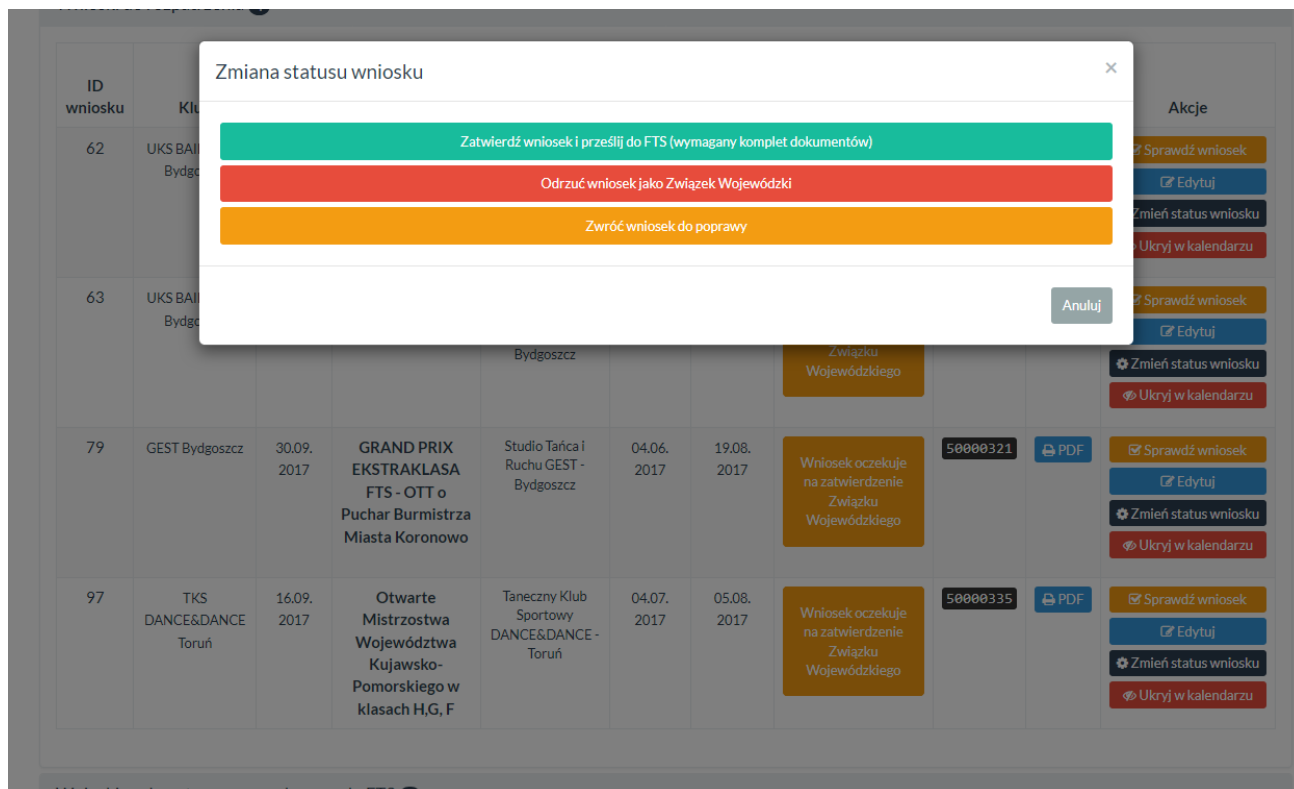 Zmiana statusu wniosku
×
Zatwierdź wniosek i prześlij do FTS (wymagany komplet dokumentów)
Odrzuć wniosek jako Związek Wojewódzki
Zwróć wniosek do poprawy
Anuluj
ID
wniosku
Akcje
62
UKS
Sprawdź wniosek
Edytuj
Zmień status wniosku
Ukryj w kalendarzu
63
UKS
Bydgoszcz
Związku
Wojewódzkiego
Sprawdź wniosek
Edytuj
Zmień status wniosku
Ukryj w kalendarzu
79
GEST Bydgoszcz
30.09.
2017
GRAND PRIX
EKSTRAKLASA
FTS - OTT o
Puchar Burmistrza
Miasta Koronowo
Studio Tańca i
Ruchu GEST -
Bydgoszcz
04.06.
2017
19.08.
2017
Wniosek oczekuje
na zatwierdzenie
Związku
Wojewódzkiego
50000321
PDF
Sprawdź wniosek
Edytuj
Zmień status wniosku
Ukryj w kalendarzu
97
TKS
DANCE&DANCE
Toruń
16.09.
2017
Otwarte
Mistrzostwa
Województwa
Kujawsko-
Pomorskiego w
klasach H,G, F
Taneczny Klub
Sportowy
DANCE&DANCE -
Toruń
04.07.
2017
05.08.
2017
Wniosek oczekuje
na zatwierdzenie
Związku
Wojewódzkiego
50000335
PDF
Sprawdź wniosek
Edytuj
Zmień status wniosku
Ukryj w kalendarzu